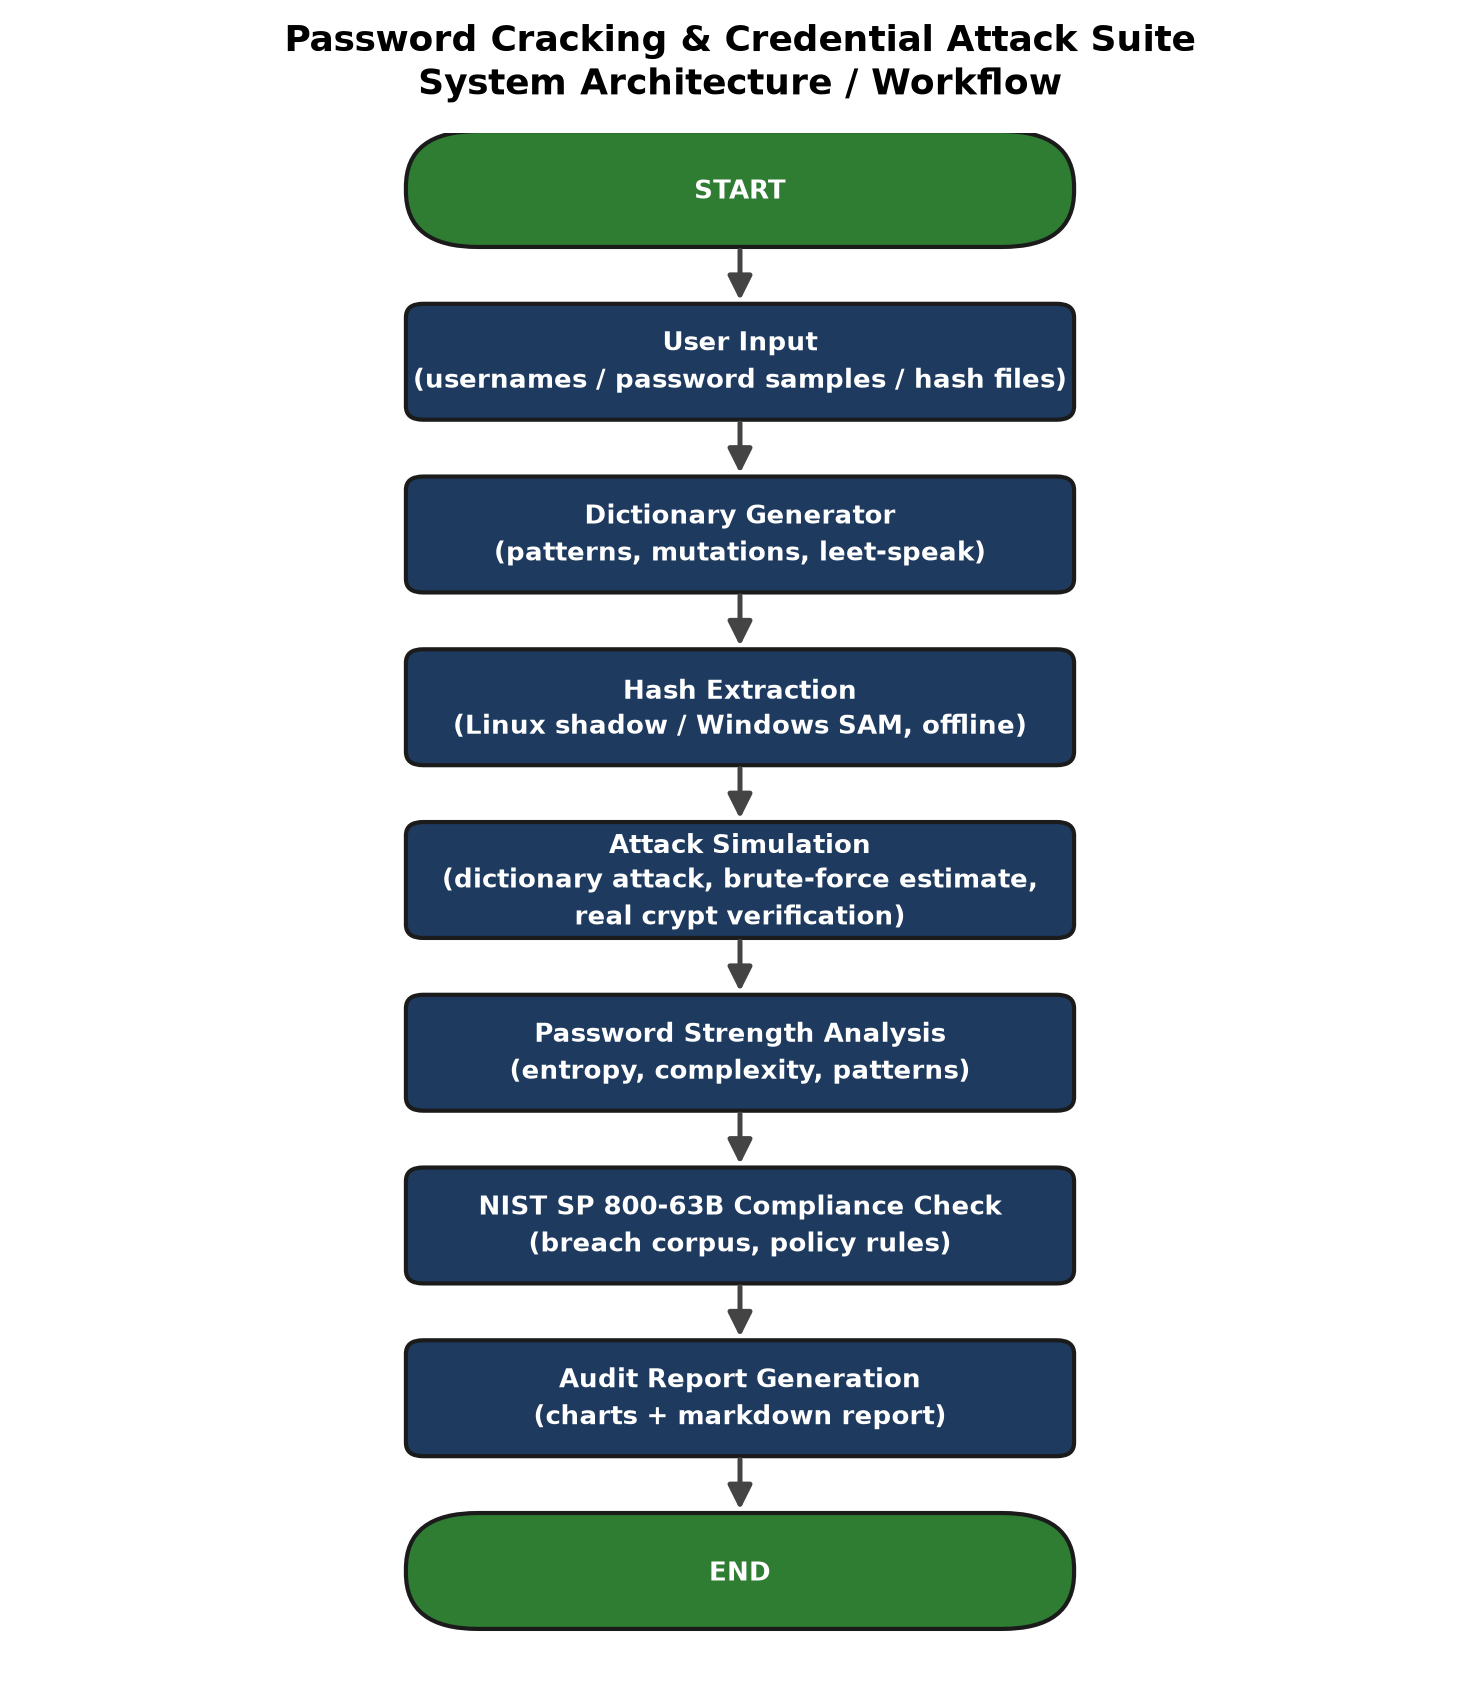 Password Cracking & Credential Attack Suite
System Architecture / Workflow
START
User Input
(usernames / password samples / hash files)
Dictionary Generator
(patterns, mutations, leet-speak)
Hash Extraction
(Linux shadow / Windows SAM, offline)
Attack Simulation
(dictionary attack, brute-force estimate,
real crypt verification)
Password Strength Analysis
(entropy, complexity, patterns)
NIST SP 800-63B Compliance Check
(breach corpus, policy rules)
Audit Report Generation
(charts + markdown report)
END